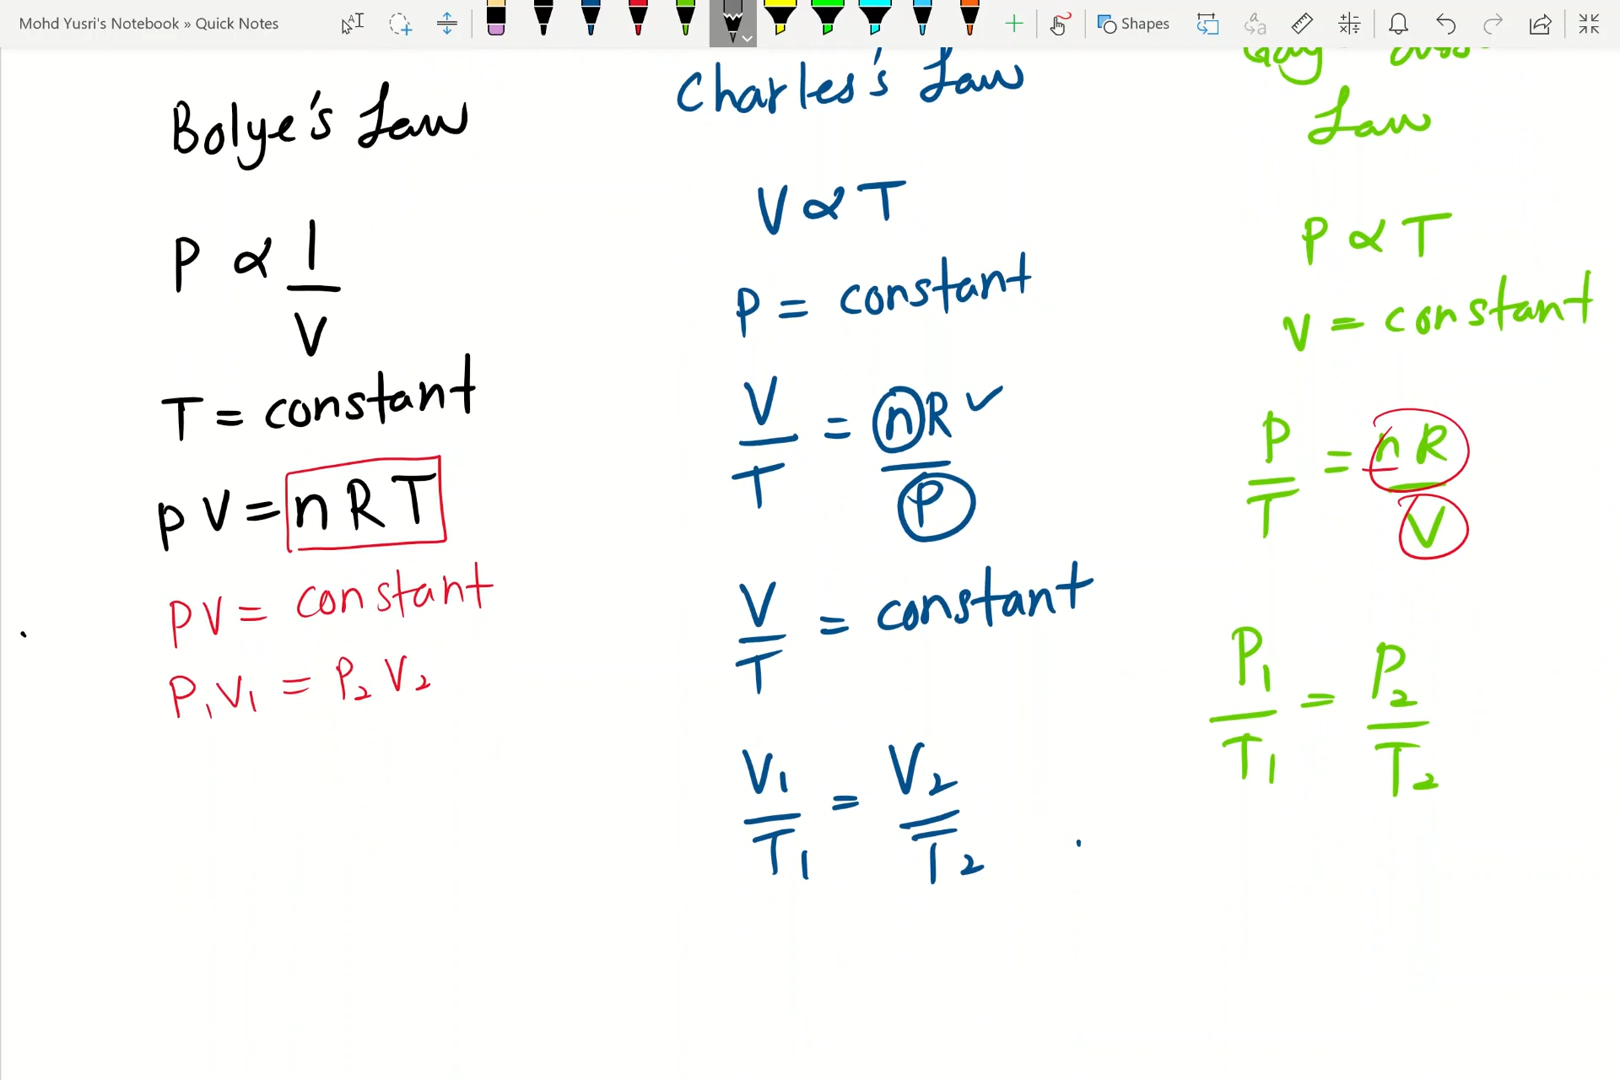 Mohd Yusri's Notebook » Quick Notes
Shapes
Bolye's Law
P ∝ 1/V
T = constant
PV = nRT
PV = constant
P₁V₁ = P₂V₂
Charles's Law
V ∝ T
P = constant
V/T = nR/P ✓
V/T = constant
V₁/T₁ = V₂/T₂
Law
P ∝ T
V = constant
P/T = nR/V
P₁/T₁ = P₂/T₂